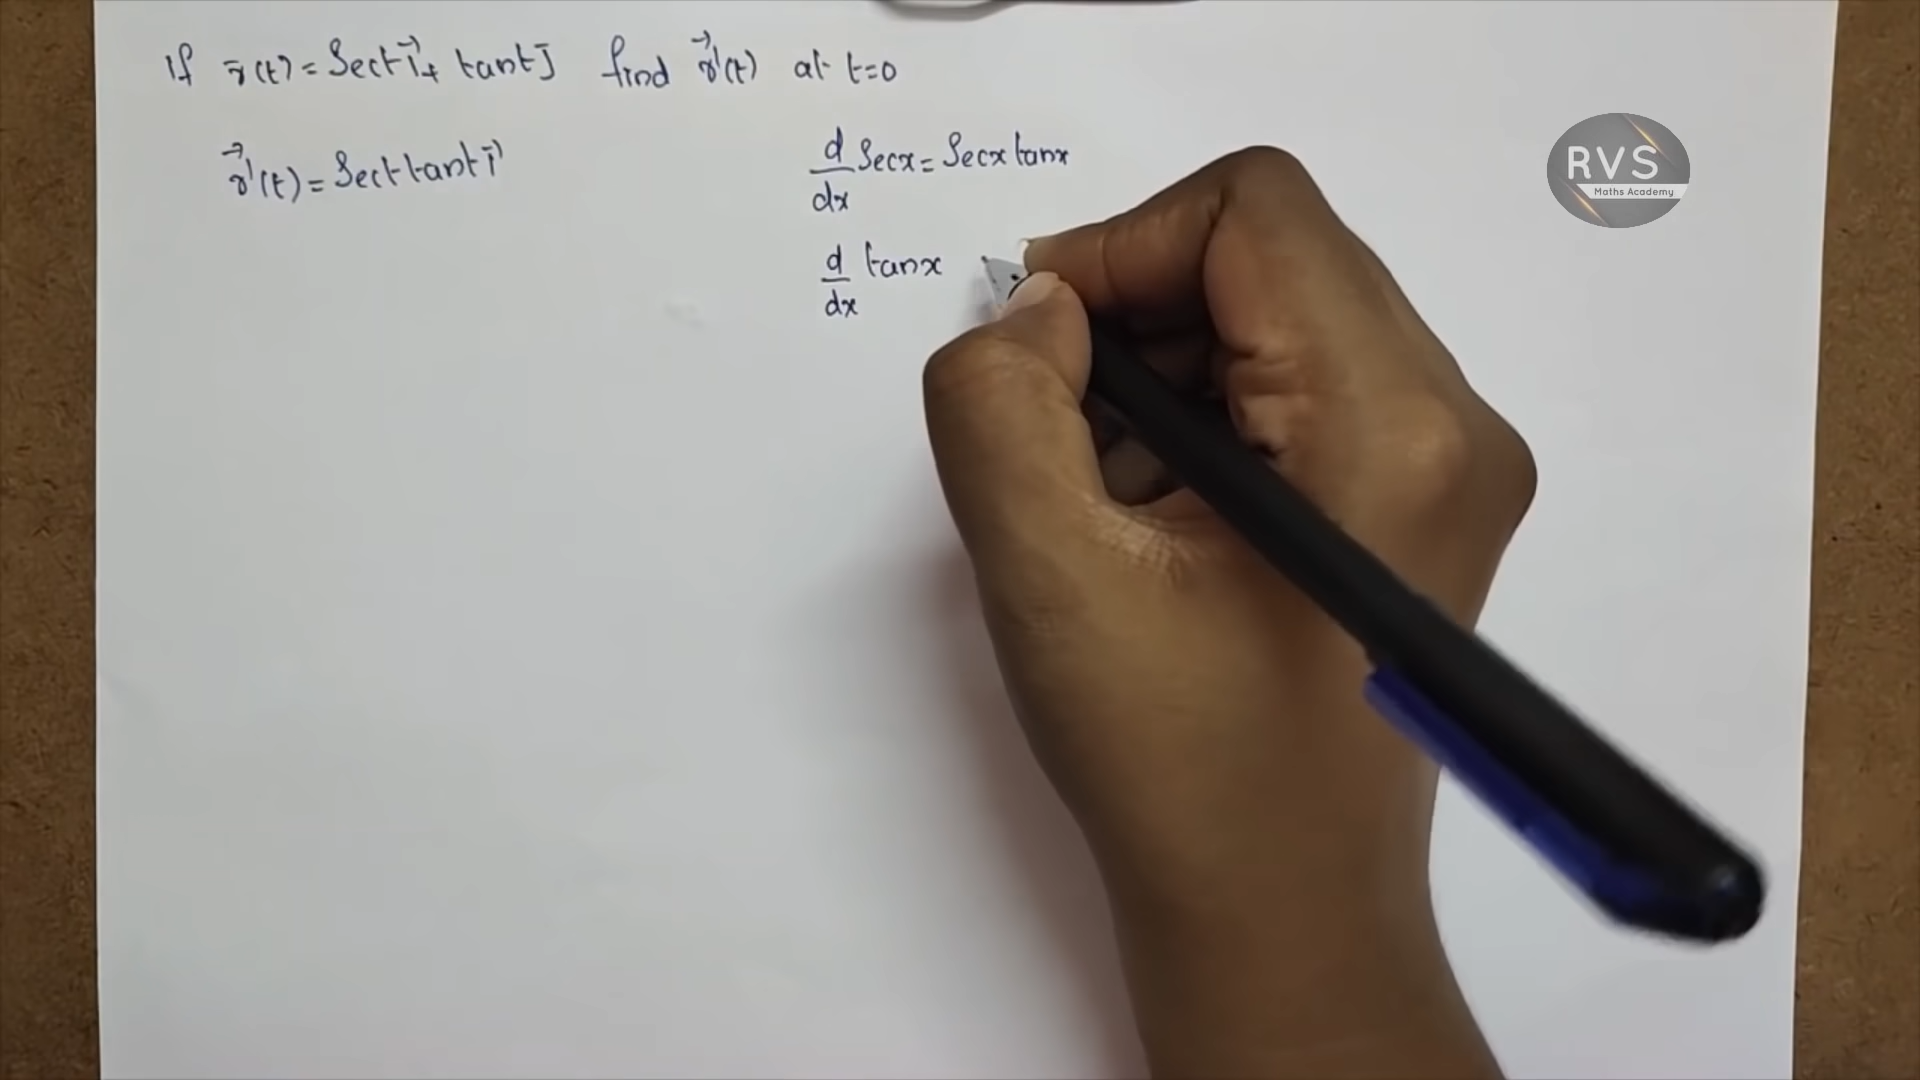 If r̄(t) = Sect i⃗ + tant j find r⃗'(t) at t=0
r⃗'(t) = Sect tant i⃗
d/dx Secx = Secx tanx
d/dx tanx
RVS
Maths Academy